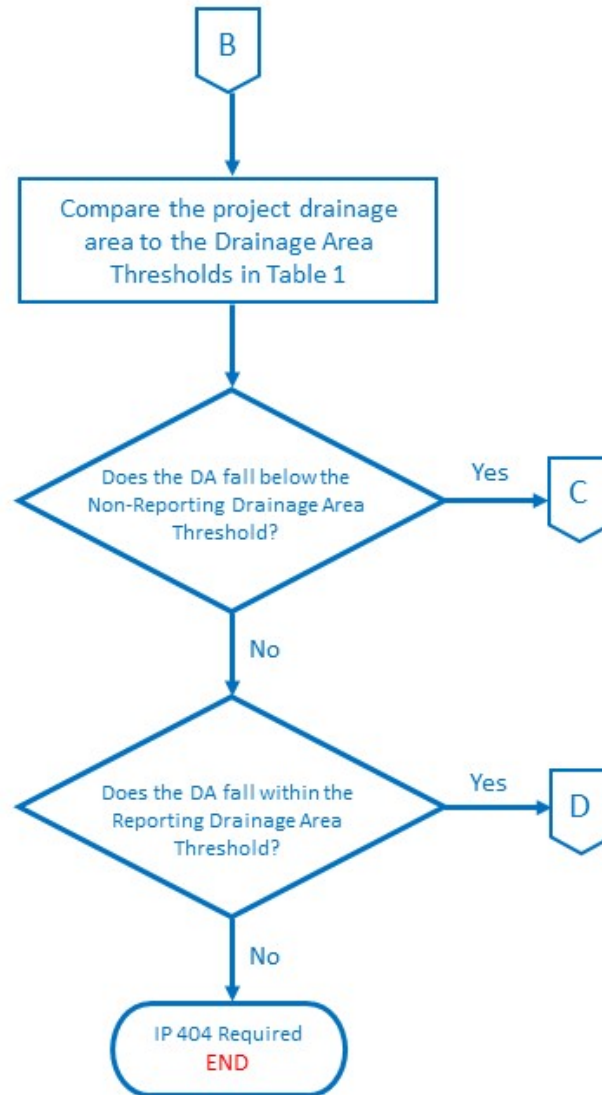 B
Compare the project drainage
area to the Drainage Area
Thresholds in Table 1
Does the DA fall below the
Non-Reporting Drainage Area
Threshold?
Yes
C
No
Does the DA fall within the
Reporting Drainage Area
Threshold?
Yes
D
No
IP 404 Required
END